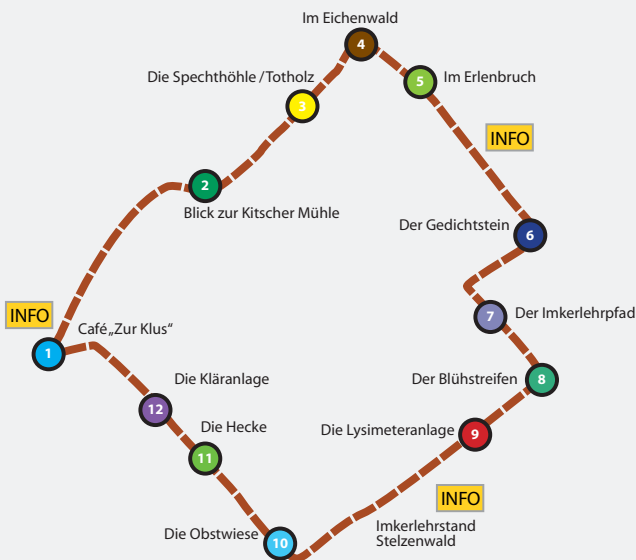 Im Eichenwald
4
Die Spechthöhle /Totholz
5
Im Erlenbruch
3
INFO
2
Blick zur Kitscher Mühle
Der Gedichtstein
6
INFO
Café„Zur Klus“
1
7
Der Imkerlehrpfad
Die Kläranlage
Der Blühstreifen
8
12
Die Hecke
Die Lysimeteranlage
9
11
INFO
Die Obstwiese
10
Imkerlehrstand
Stelzenwald